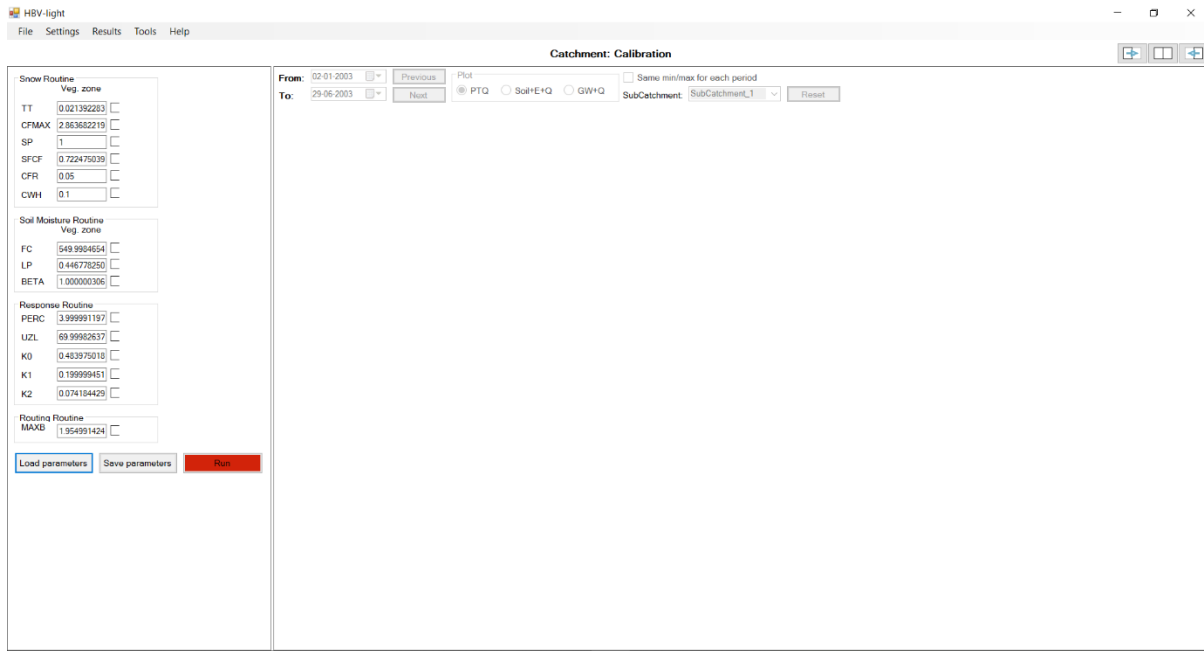 HBV-light
File Settings Results Tools Help
Catchment: Calibration
Snow Routine
Veg. zone
TT 0.021392283
CFMAX 2.863682219
SP 1
SFCF 0.722475039
CFR 0.05
CWH 0.1
Soil Moisture Routine
Veg. zone
FC 549.9984654
LP 0.446778250
BETA 1.000000306
Response Routine
PERC 3.999991197
UZL 69.99982637
K0 0.483975018
K1 0.199999451
K2 0.074184429
Routing Routine
MAXB 1.954991424
Load parameters Save parameters Run
From: 02-01-2003 Previous Plot Same min/max for each period
PTQ Soil+E+Q GW+Q
To: 29-06-2003 Next SubCatchment: SubCatchment_1 Reset